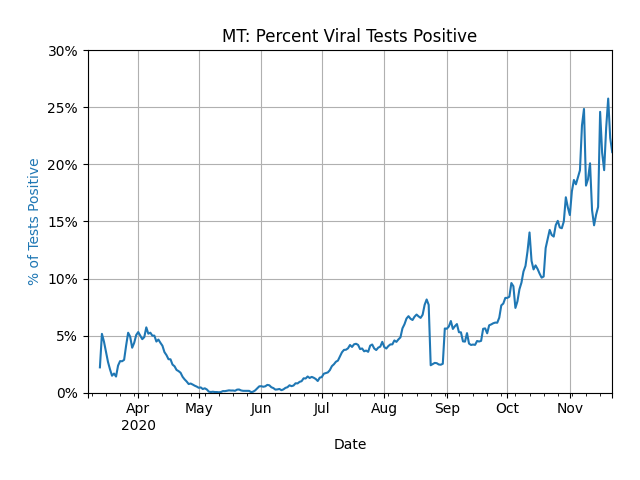 MT: Percent Viral Tests Positive
30%
25%
20%
15%
10%
5%
0%
% of Tests Positive
Apr May Jun Jul Aug Sep Oct Nov
2020
Date